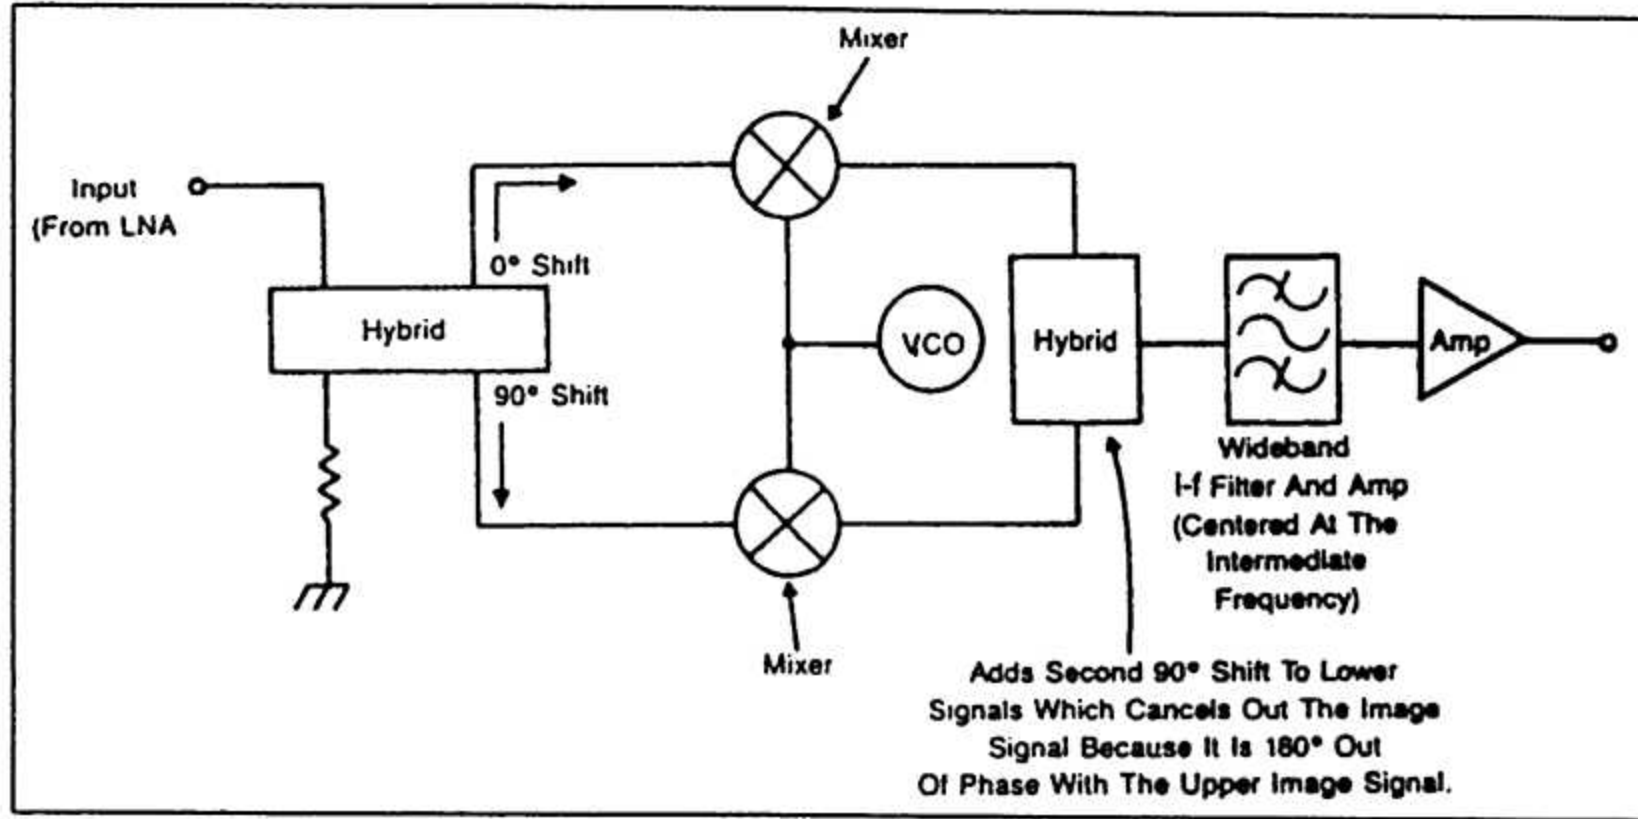 Mixer
Input
(From LNA
0° Shift
Hybrid
90° Shift
VCO
Hybrid
Amp
Wideband
I-f Filter And Amp
(Centered At The
Intermediate
Frequency)
Mixer
Adds Second 90° Shift To Lower
Signals Which Cancels Out The Image
Signal Because It Is 180° Out
Of Phase With The Upper Image Signal.